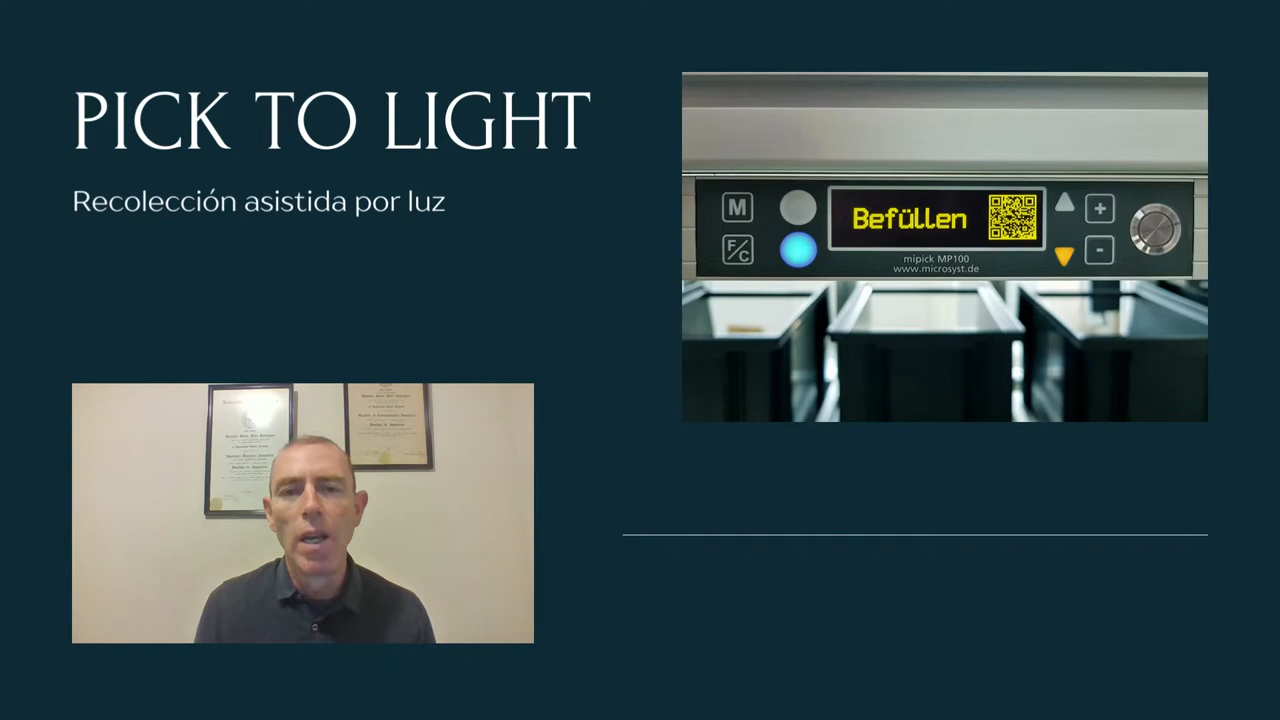 PICK TO LIGHT
Recolección asistida por luz
M
F/C
Befüllen
+
-
mipick MP100
www.microsyst.de